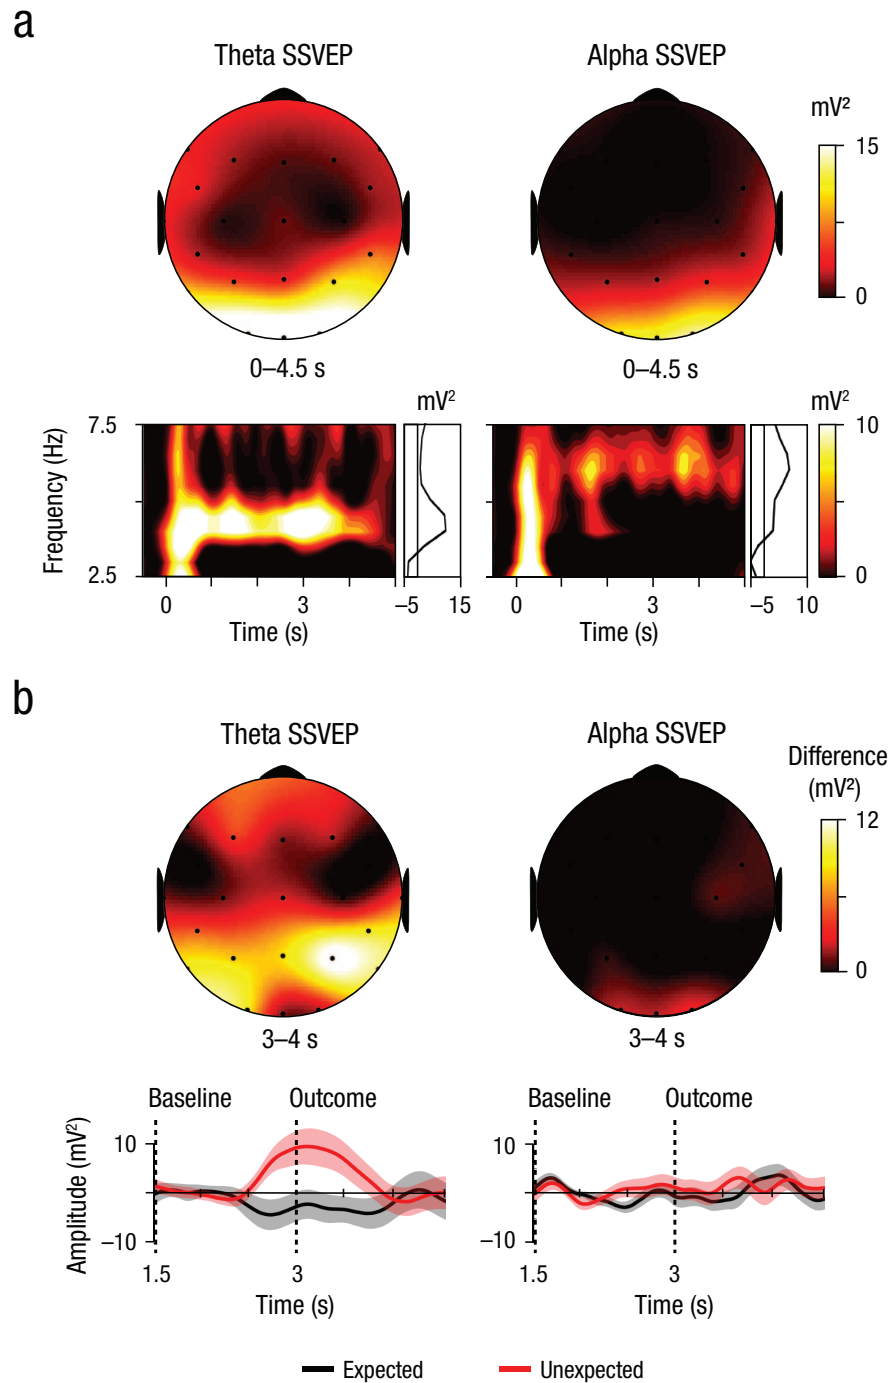 a
Theta SSVEP
Alpha SSVEP
mV²
15
0
0–4.5 s
0–4.5 s
mV²
mV²
Frequency (Hz)
7.5
2.5
10
0
0 3
–5 15
0 3
–5 10
Time (s)
Time (s)
b
Theta SSVEP
Alpha SSVEP
Difference
(mV²)
12
0
3–4 s
3–4 s
Baseline Outcome
Baseline Outcome
Amplitude (mV²)
10
–10
10
–10
1.5 3
1.5 3
Time (s)
Time (s)
Expected Unexpected